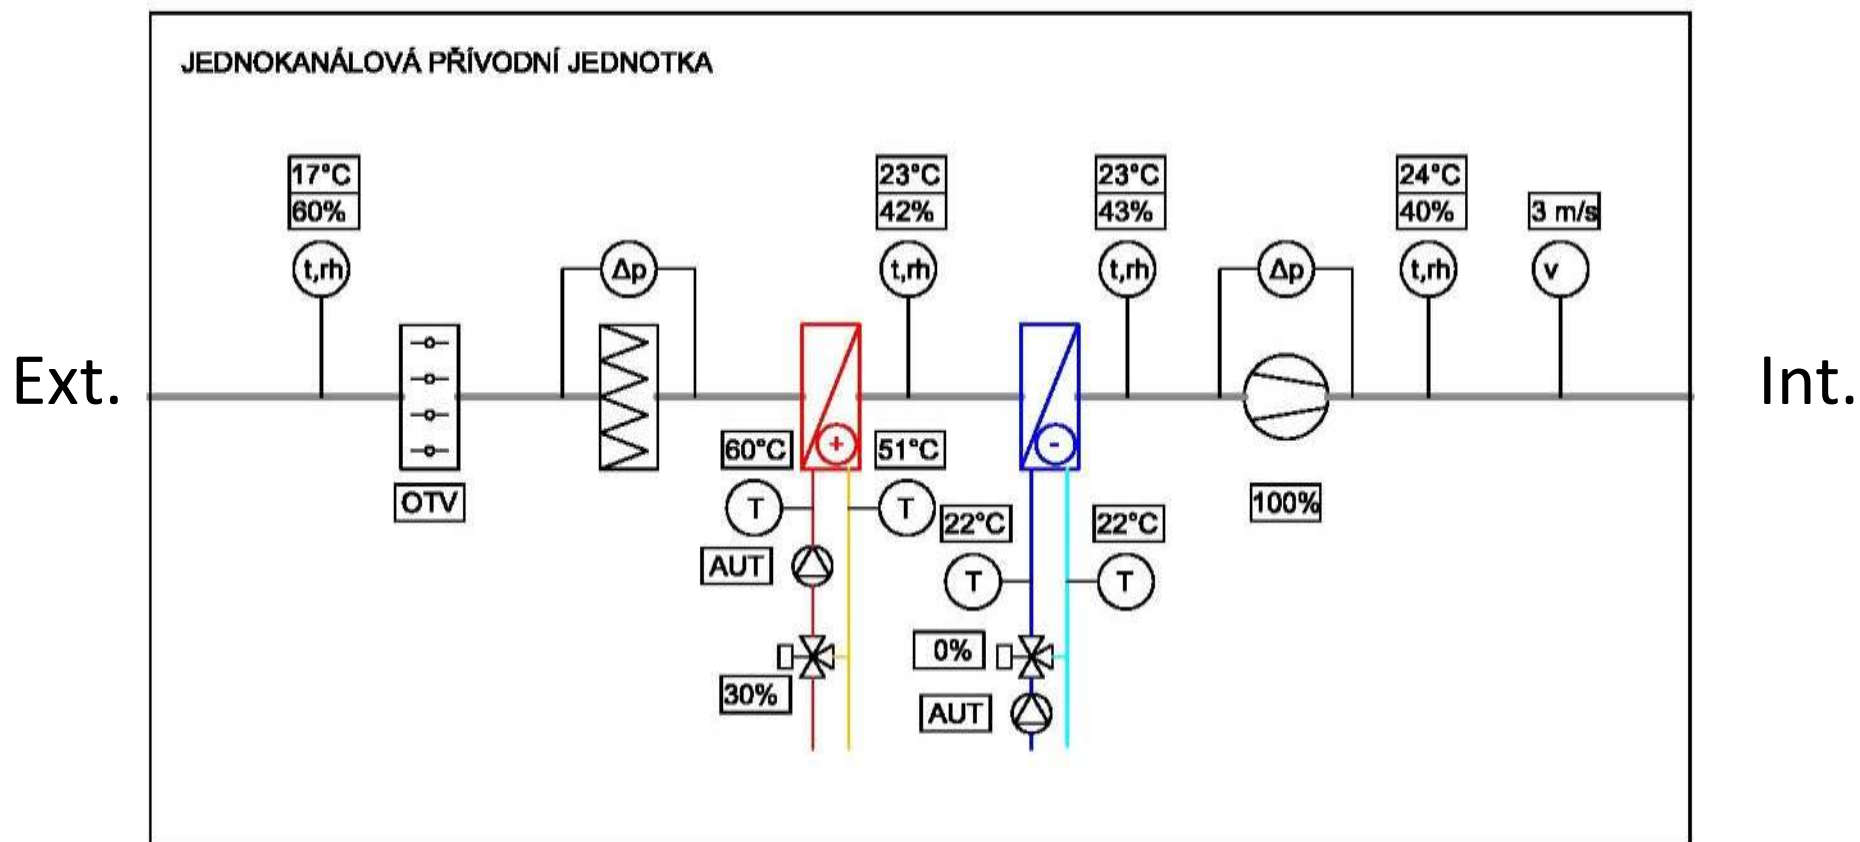 JEDNOKANÁLOVÁ PŘÍVODNÍ JEDNOTKA
17°C
60%
23°C
42%
23°C
43%
24°C
40%
3 m/s
t,rh
Δp
t,rh
t,rh
Δp
t,rh
v
Ext.
Int.
60°C
+
51°C
-
OTV
T
T
22°C
22°C
100%
AUT
T
T
0%
30%
AUT